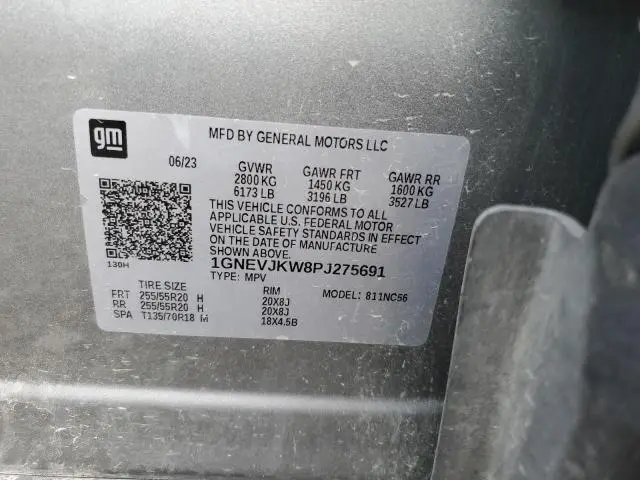 gm
MFD BY GENERAL MOTORS LLC
06/23 GVWR GAWR FRT GAWR RR
2800 KG 1450 KG 1600 KG
6173 LB 3196 LB 3527 LB
THIS VEHICLE CONFORMS TO ALL
APPLICABLE U.S. FEDERAL MOTOR
VEHICLE SAFETY STANDARDS IN EFFECT
ON THE DATE OF MANUFACTURE
SHOWN ABOVE.
130H 1GNEVJKW8PJ275691
TYPE: MPV MODEL: 811NC56
TIRE SIZE RIM
FRT 255/55R20 H 20X8J
RR 255/55R20 H 20X8J
SPA T135/70R18 M 18X4.5B